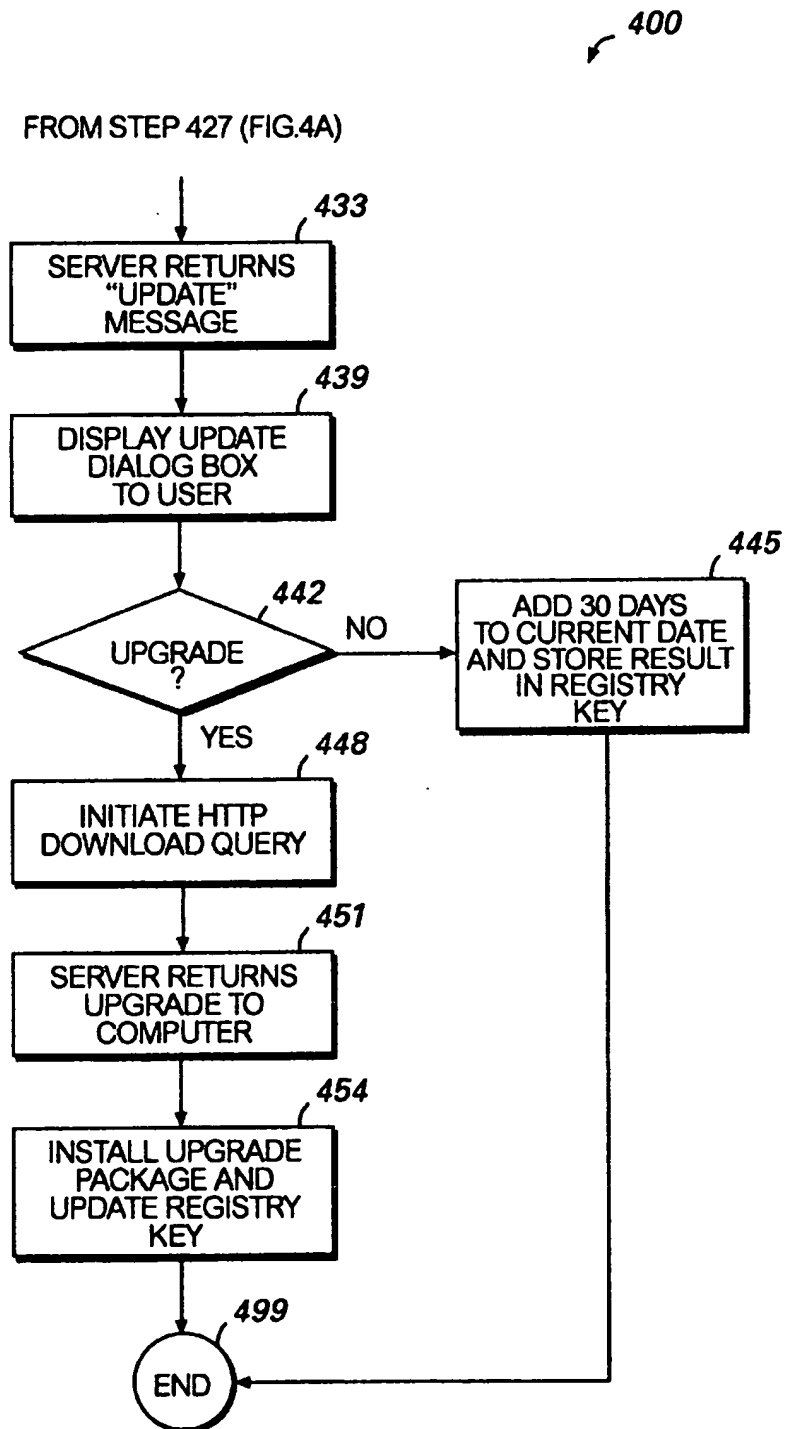 400
FROM STEP 427 (FIG.4A)
433
SERVER RETURNS
“UPDATE”
MESSAGE
439
DISPLAY UPDATE
DIALOG BOX
TO USER
442
UPGRADE
?
NO
445
ADD 30 DAYS
TO CURRENT DATE
AND STORE RESULT
IN REGISTRY
KEY
YES
448
INITIATE HTTP
DOWNLOAD QUERY
451
SERVER RETURNS
UPGRADE TO
COMPUTER
454
INSTALL UPGRADE
PACKAGE AND
UPDATE REGISTRY
KEY
499
END